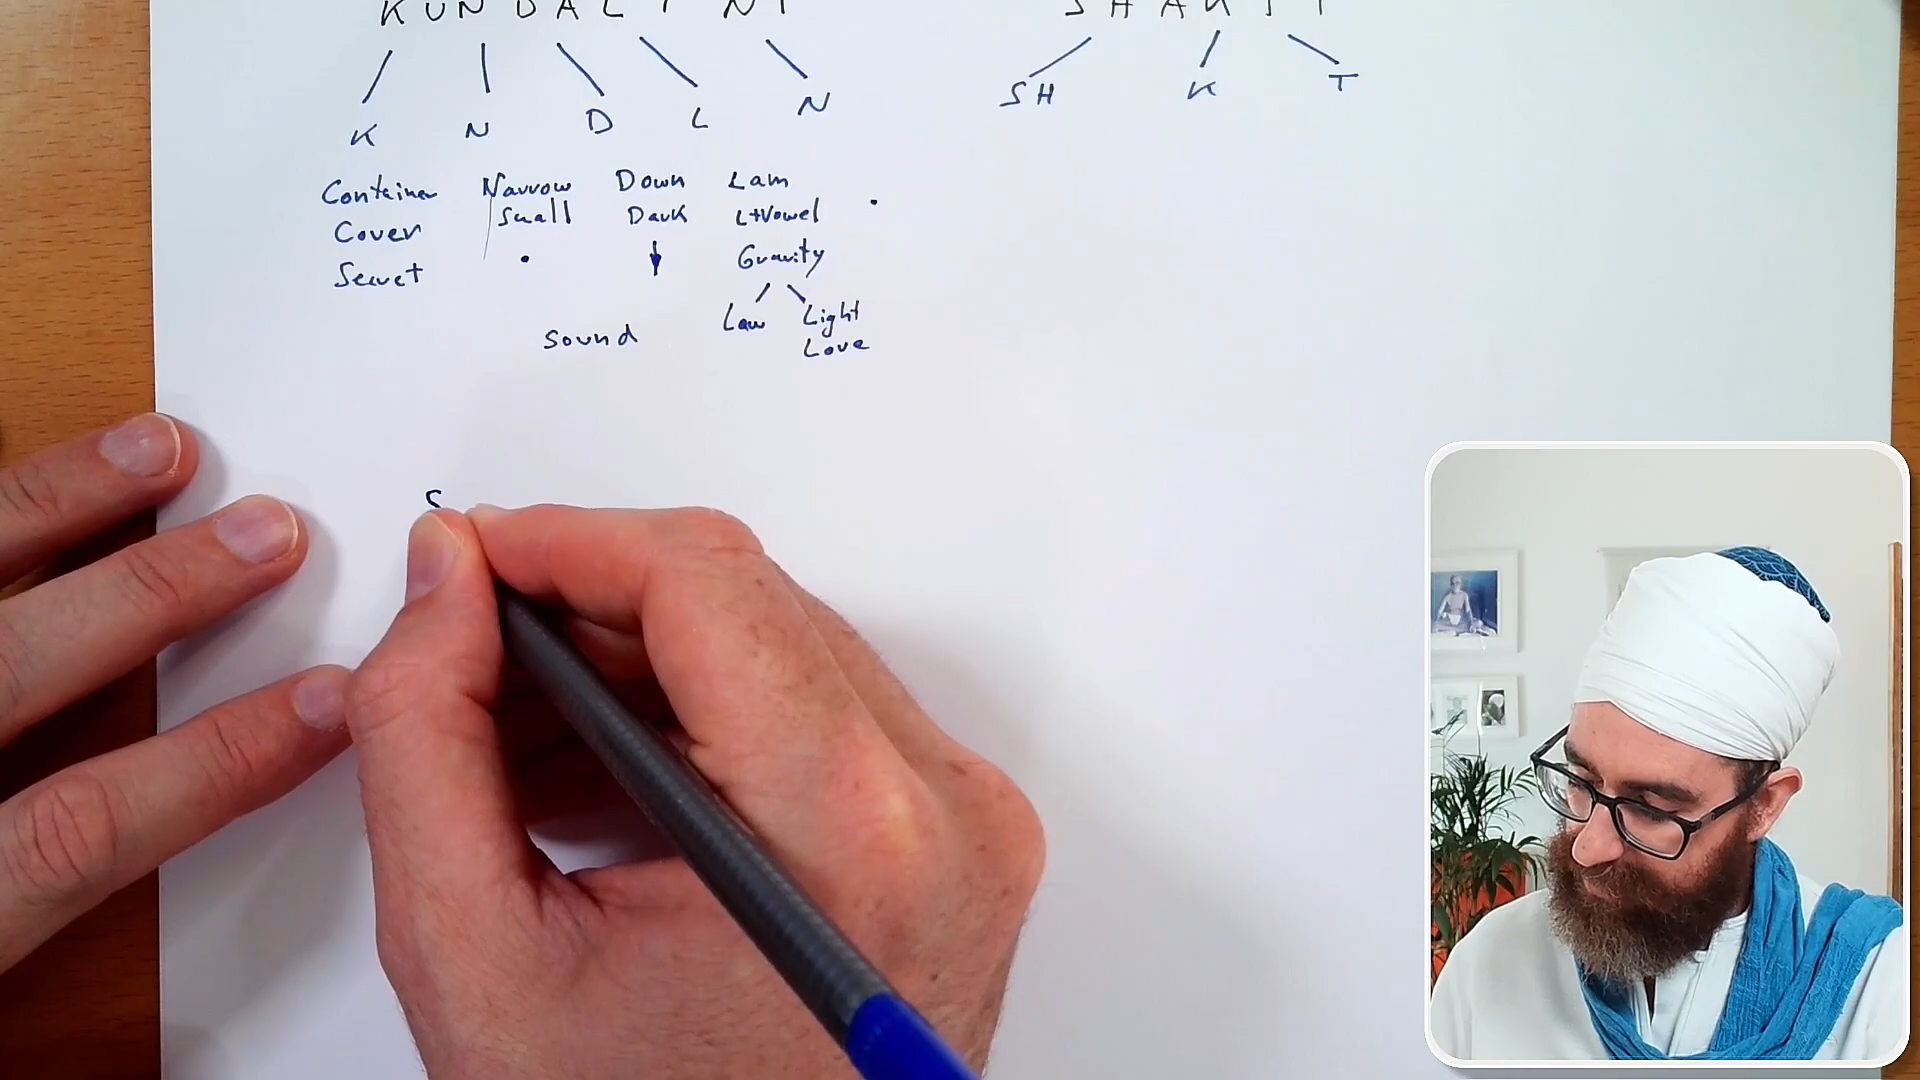 KUNDALINI SHAKTI
K N D L N SH K T
Container Narrow Down Lam
Cover Small Dark L+Vowel
Secret Gravity
Law Light
Sound Love
S